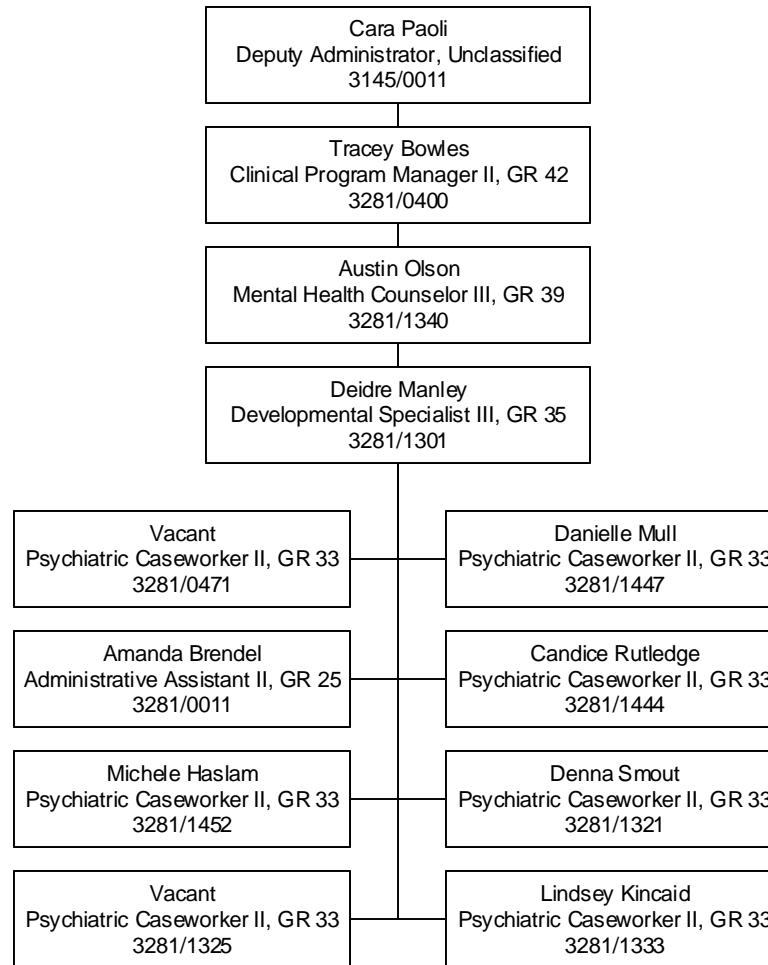 Cara Paoli
Deputy Administrator, Unclassified
3145/0011
Tracey Bowles
Clinical Program Manager II, GR 42
3281/0400
Austin Olson
Mental Health Counselor III, GR 39
3281/1340
Deidre Manley
Developmental Specialist III, GR 35
3281/1301
Vacant
Psychiatric Caseworker II, GR 33
3281/0471
Danielle Mull
Psychiatric Caseworker II, GR 33
3281/1447
Amanda Brendel
Administrative Assistant II, GR 25
3281/0011
Candice Rutledge
Psychiatric Caseworker II, GR 33
3281/1444
Michele Haslam
Psychiatric Caseworker II, GR 33
3281/1452
Denna Smout
Psychiatric Caseworker II, GR 33
3281/1321
Vacant
Psychiatric Caseworker II, GR 33
3281/1325
Lindsey Kincaid
Psychiatric Caseworker II, GR 33
3281/1333